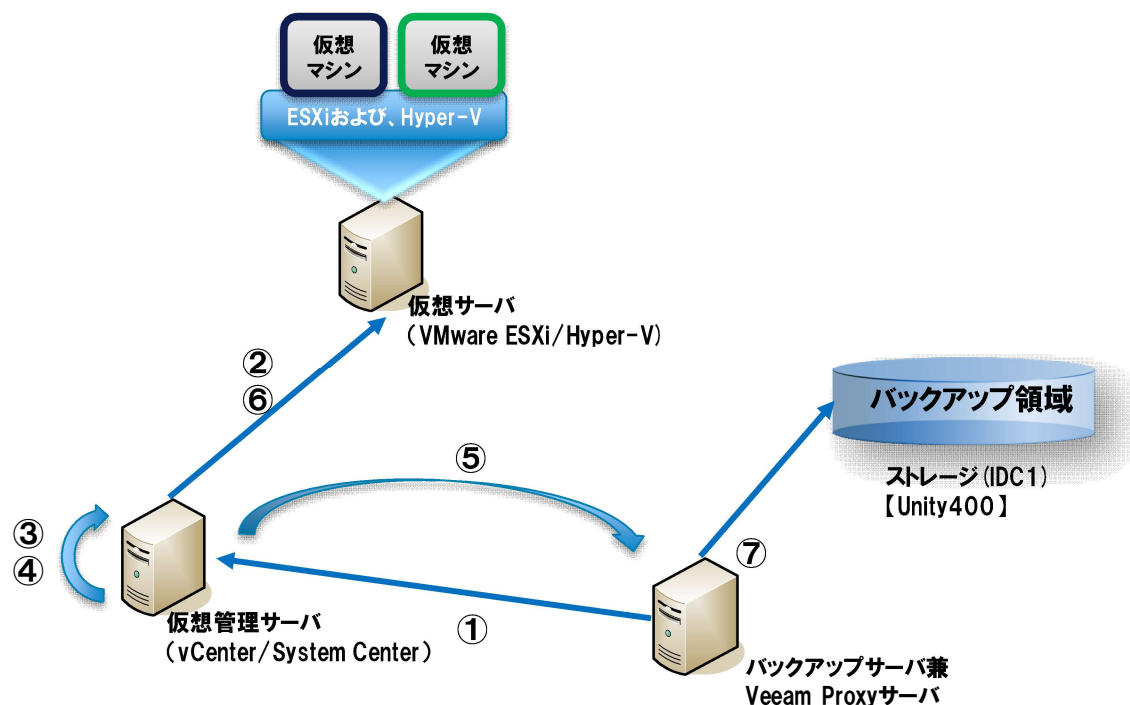 仮想
マシン
仮想
マシン
ESXiおよび、Hyper-V
仮想サーバ
(VMware ESXi/Hyper-V)
②
⑥
バックアップ領域
ストレージ(IDC1)
【Unity400】
⑤
③
④
⑦
①
仮想管理サーバ
(vCenter/System Center)
バックアップサーバ兼
Veeam Proxyサーバ